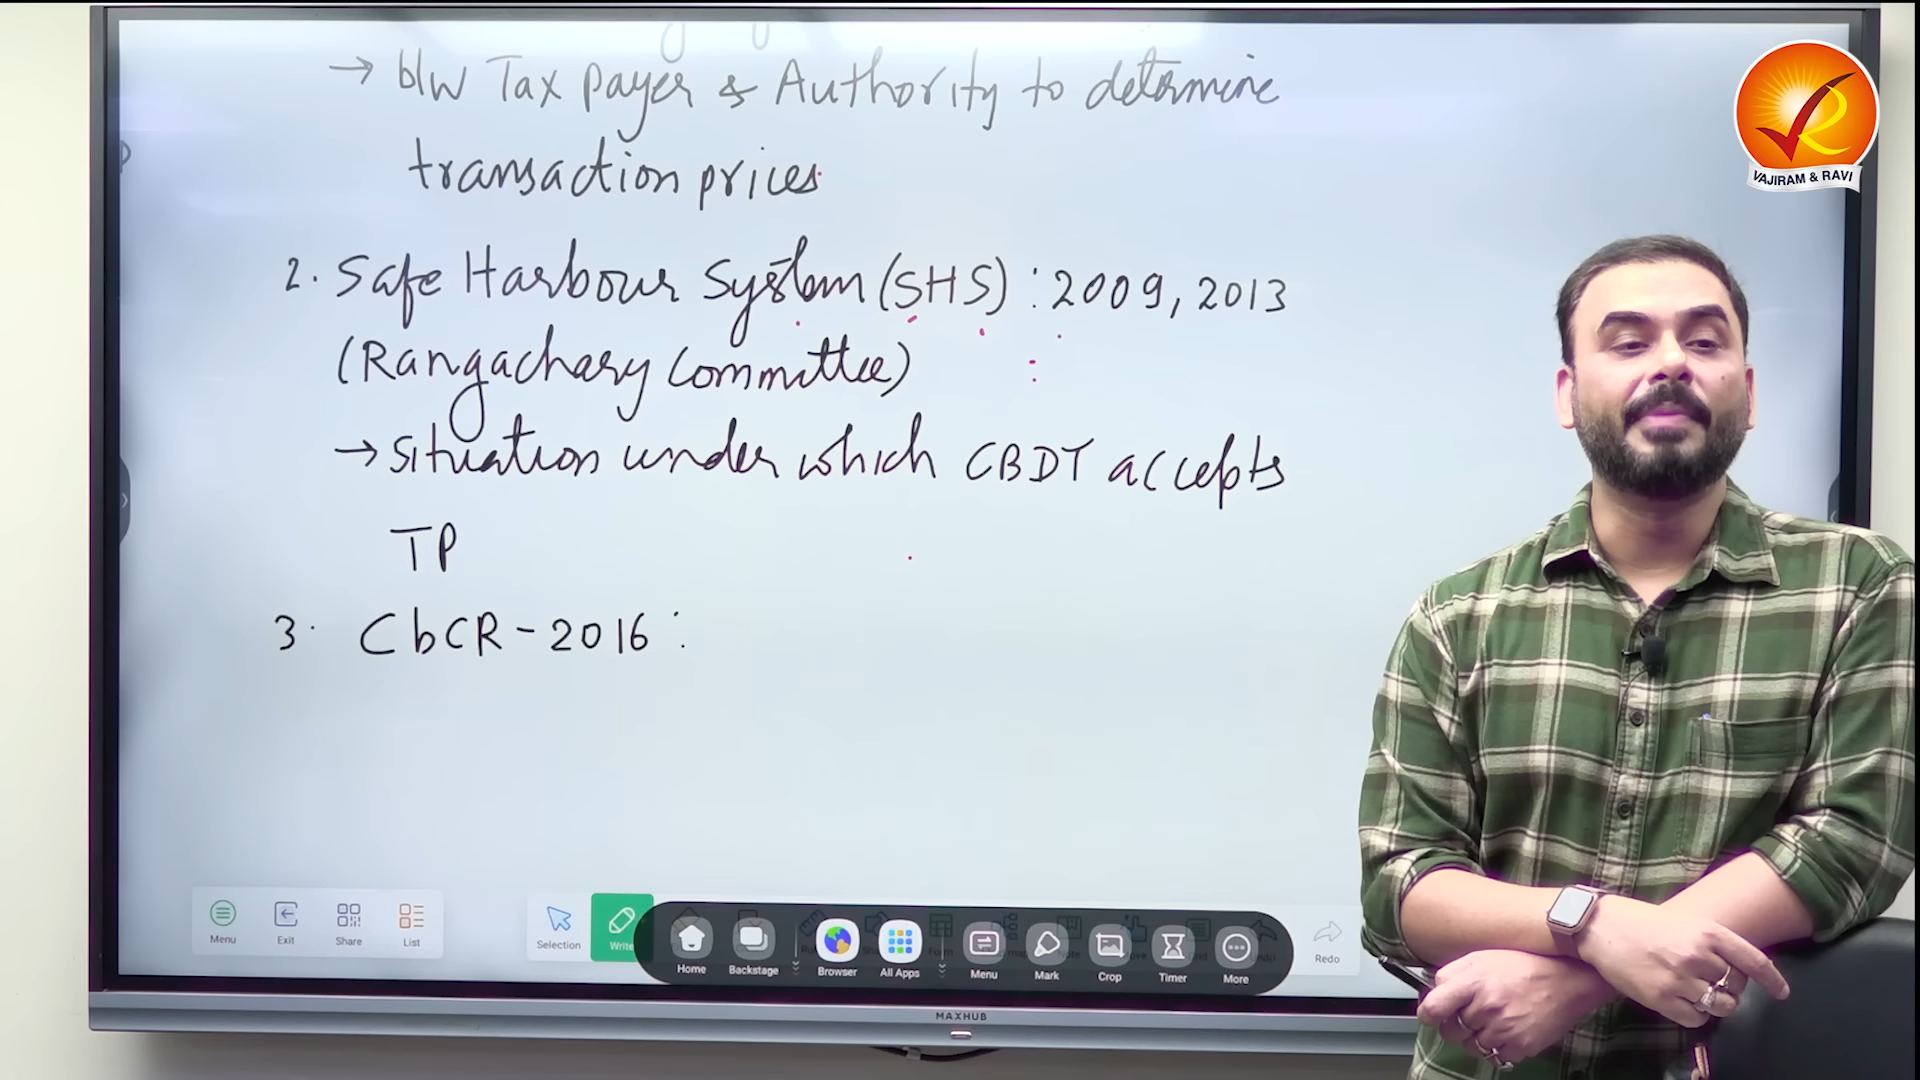 → b/w Tax Payer & Authority to determine
transaction prices
2. Safe Harbour System (SHS) : 2009, 2013
(Rangachary Committee)
→ situation under which CBDT accepts
TP
3. CbCR - 2016 :
VAJIRAM & RAVI
Menu
Exit
Share
List
Selection
Write
Home
Backstage
Browser
All Apps
Menu
Mark
Crop
Timer
More
Redo
MAXHUB